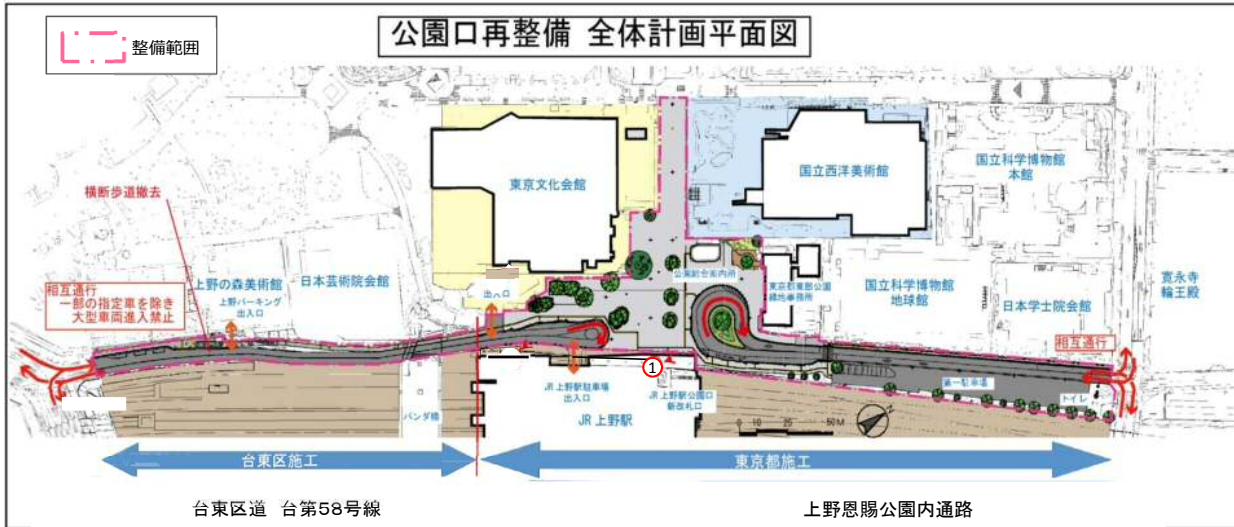 公園口再整備 全体計画平面図
整備範囲
東京文化会館
国立西洋美術館
国立科学博物館
本館
横断歩道撤去
上野の森美術館
上野パーキング
出入口
日本芸術院会館
出入口
公園総合案内所
東京都東部公園
緑地事務所
国立科学博物館
地球館
日本学士院会館
寛永寺
輪王殿
相互通行
一部の指定車を除き
大型車両進入禁止
相互通行
①
第一駐車場
トイレ
パンダ橋
JR上野駅駐車場
出入口
JR上野駅公園口
新改札口
JR上野駅
0 10 25 50M
N
台東区施工
東京都施工
台東区道 台第58号線
上野恩賜公園内通路